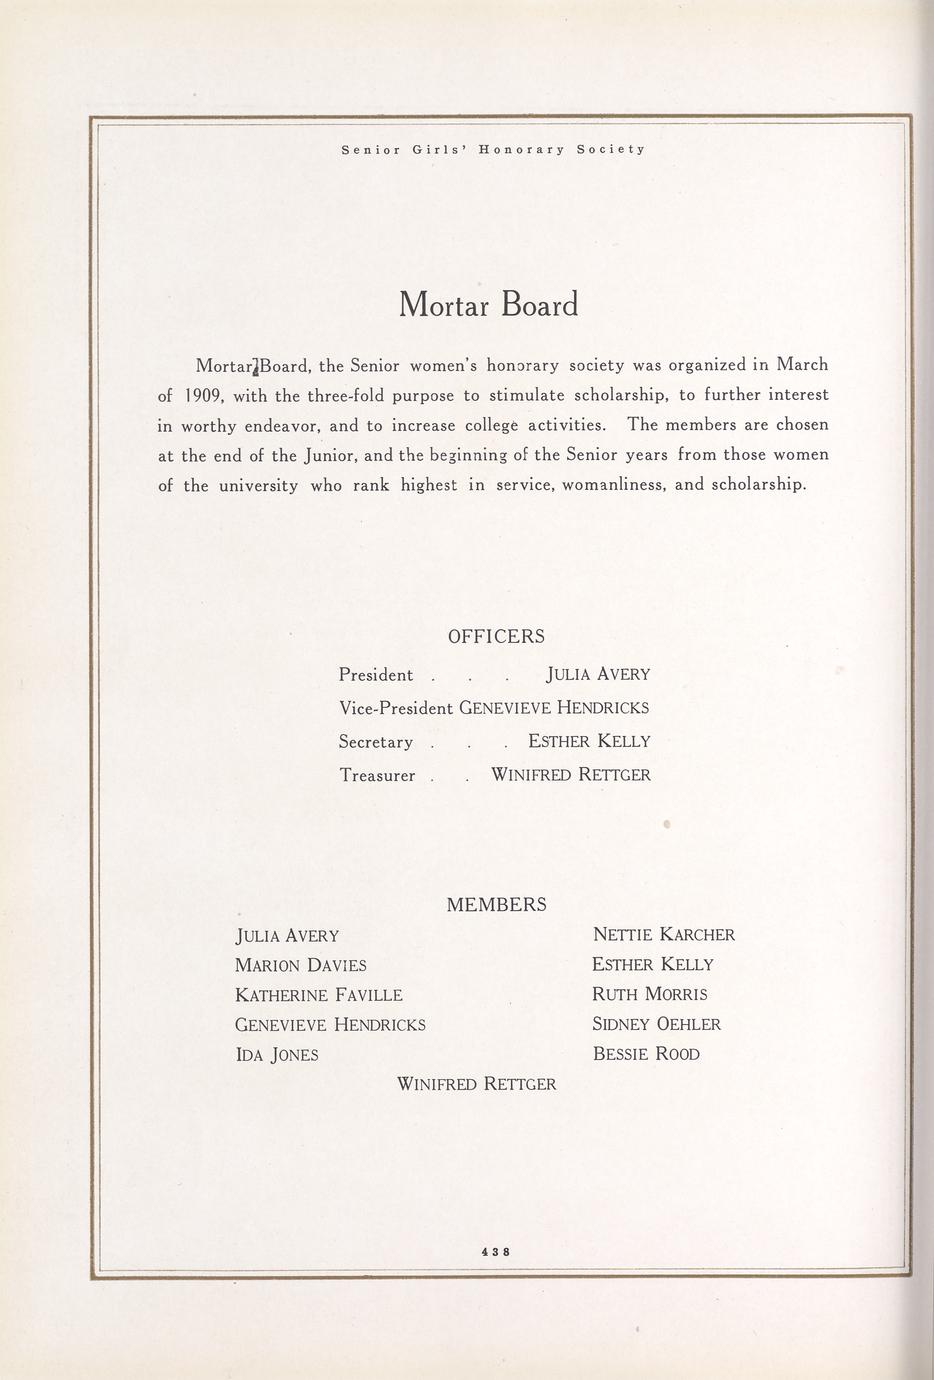 Senior Girls' Honorary Society
Mortar Board
Mortar Board, the Senior women's honorary society was organized in March
of 1909, with the three-fold purpose to stimulate scholarship, to further interest
in worthy endeavor, and to increase college activities. The members are chosen
at the end of the Junior, and the beginning of the Senior years from those women
of the university who rank highest in service, womanliness, and scholarship.
OFFICERS
President . . . JULIA AVERY
Vice-President GENEVIEVE HENDRICKS
Secretary . . . ESTHER KELLY
Treasurer . . WINIFRED RETTGER
MEMBERS
JULIA AVERY
MARION DAVIES
KATHERINE FAVILLE
GENEVIEVE HENDRICKS
IDA JONES
NETTIE KARCHER
ESTHER KELLY
RUTH MORRIS
SIDNEY OEHLER
BESSIE ROOD
WINIFRED RETTGER
438